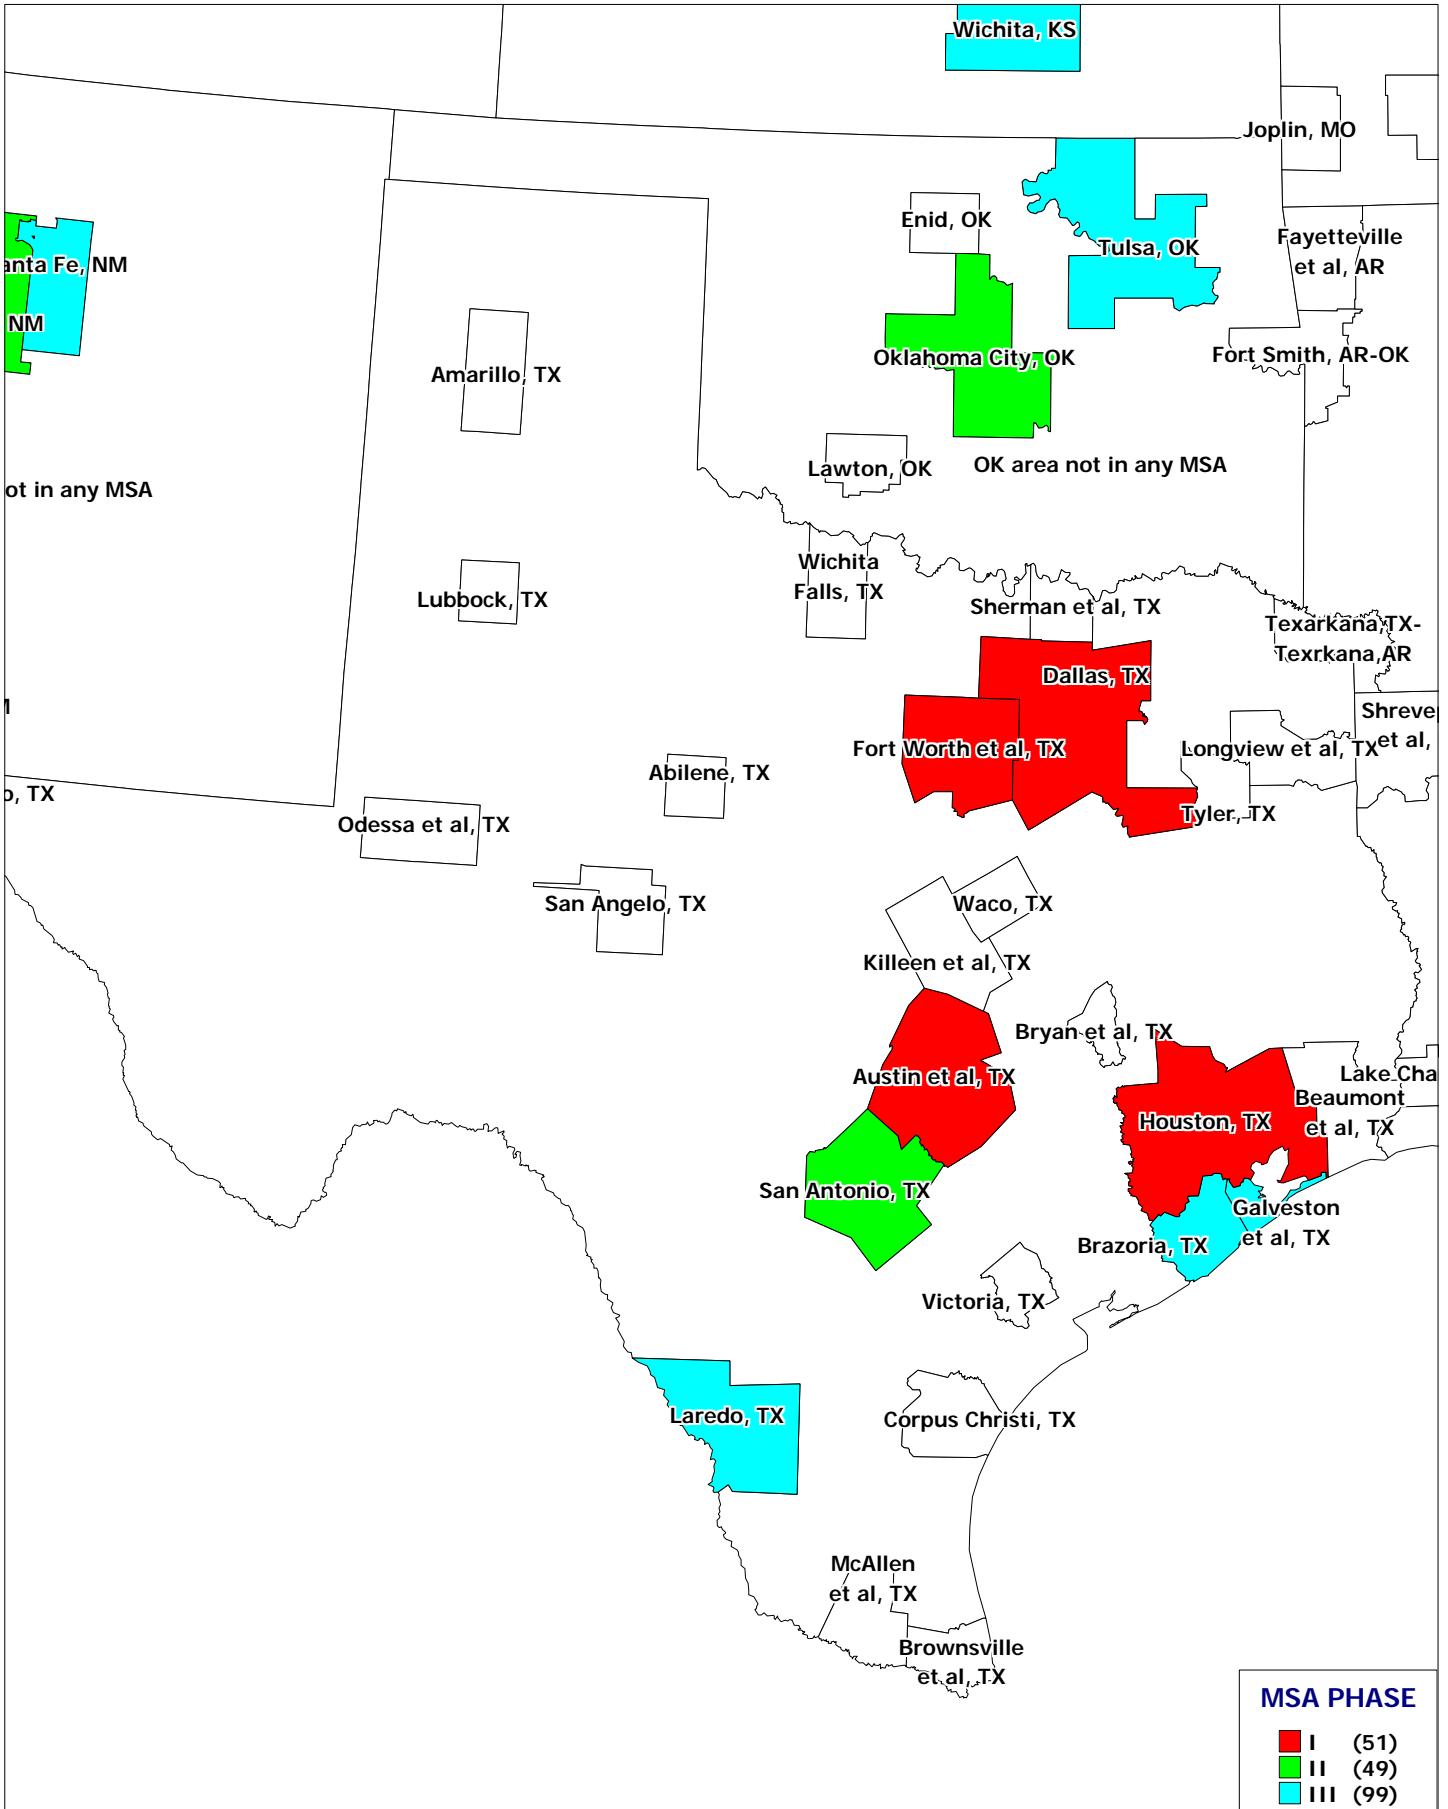 Wichita, KS
Joplin, MO
Enid, OK
Tulsa, OK
Fayetteville
et al, AR
anta Fe, NM
NM
Oklahoma City, OK
Fort Smith, AR-OK
Amarillo, TX
Lawton, OK
OK area not in any MSA
ot in any MSA
Wichita
Falls, TX
Lubbock, TX
Sherman et al, TX
Texarkana,TX-
Texrkana,AR
Dallas, TX
Shreve
et al,
Fort Worth et al, TX
Longview et al, TX
Abilene, TX
o, TX
Odessa et al, TX
Tyler, TX
San Angelo, TX
Waco, TX
Killeen et al, TX
Bryan et al, TX
Austin et al, TX
Lake Cha
Beaumont
et al, TX
Houston, TX
San Antonio, TX
Galveston
et al, TX
Brazoria, TX
Victoria, TX
Laredo, TX
Corpus Christi, TX
McAllen
et al, TX
Brownsville
et al, TX
MSA PHASE
I (51)
II (49)
III (99)